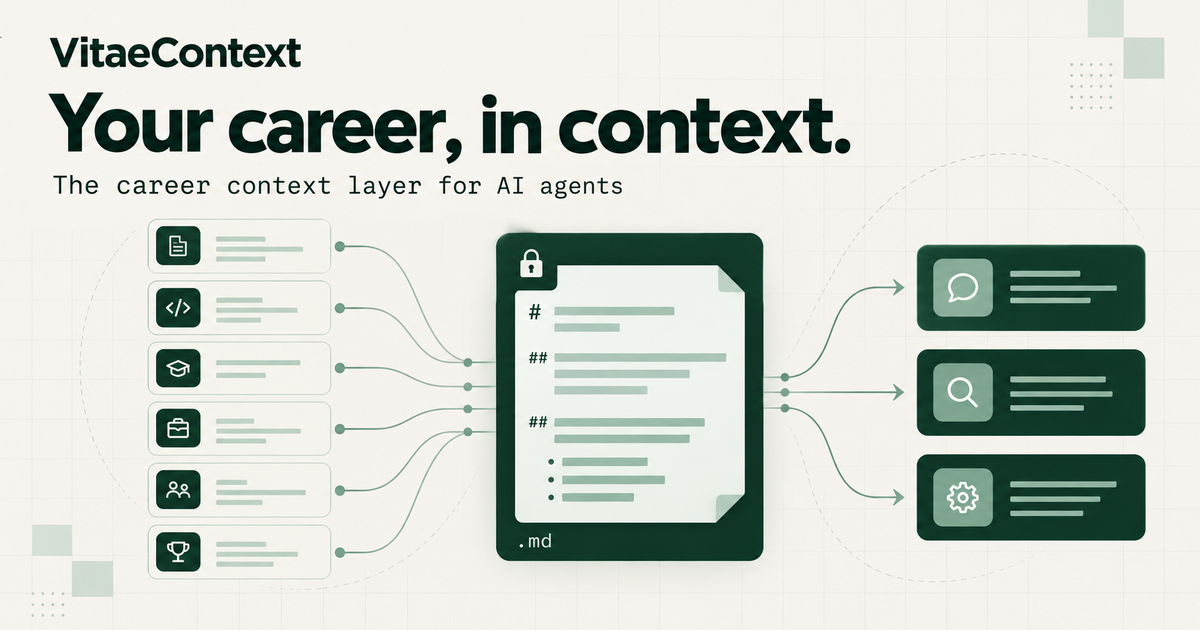 VitaeContext
Your career, in context.
The career context layer for AI agents
#
##
##
.md